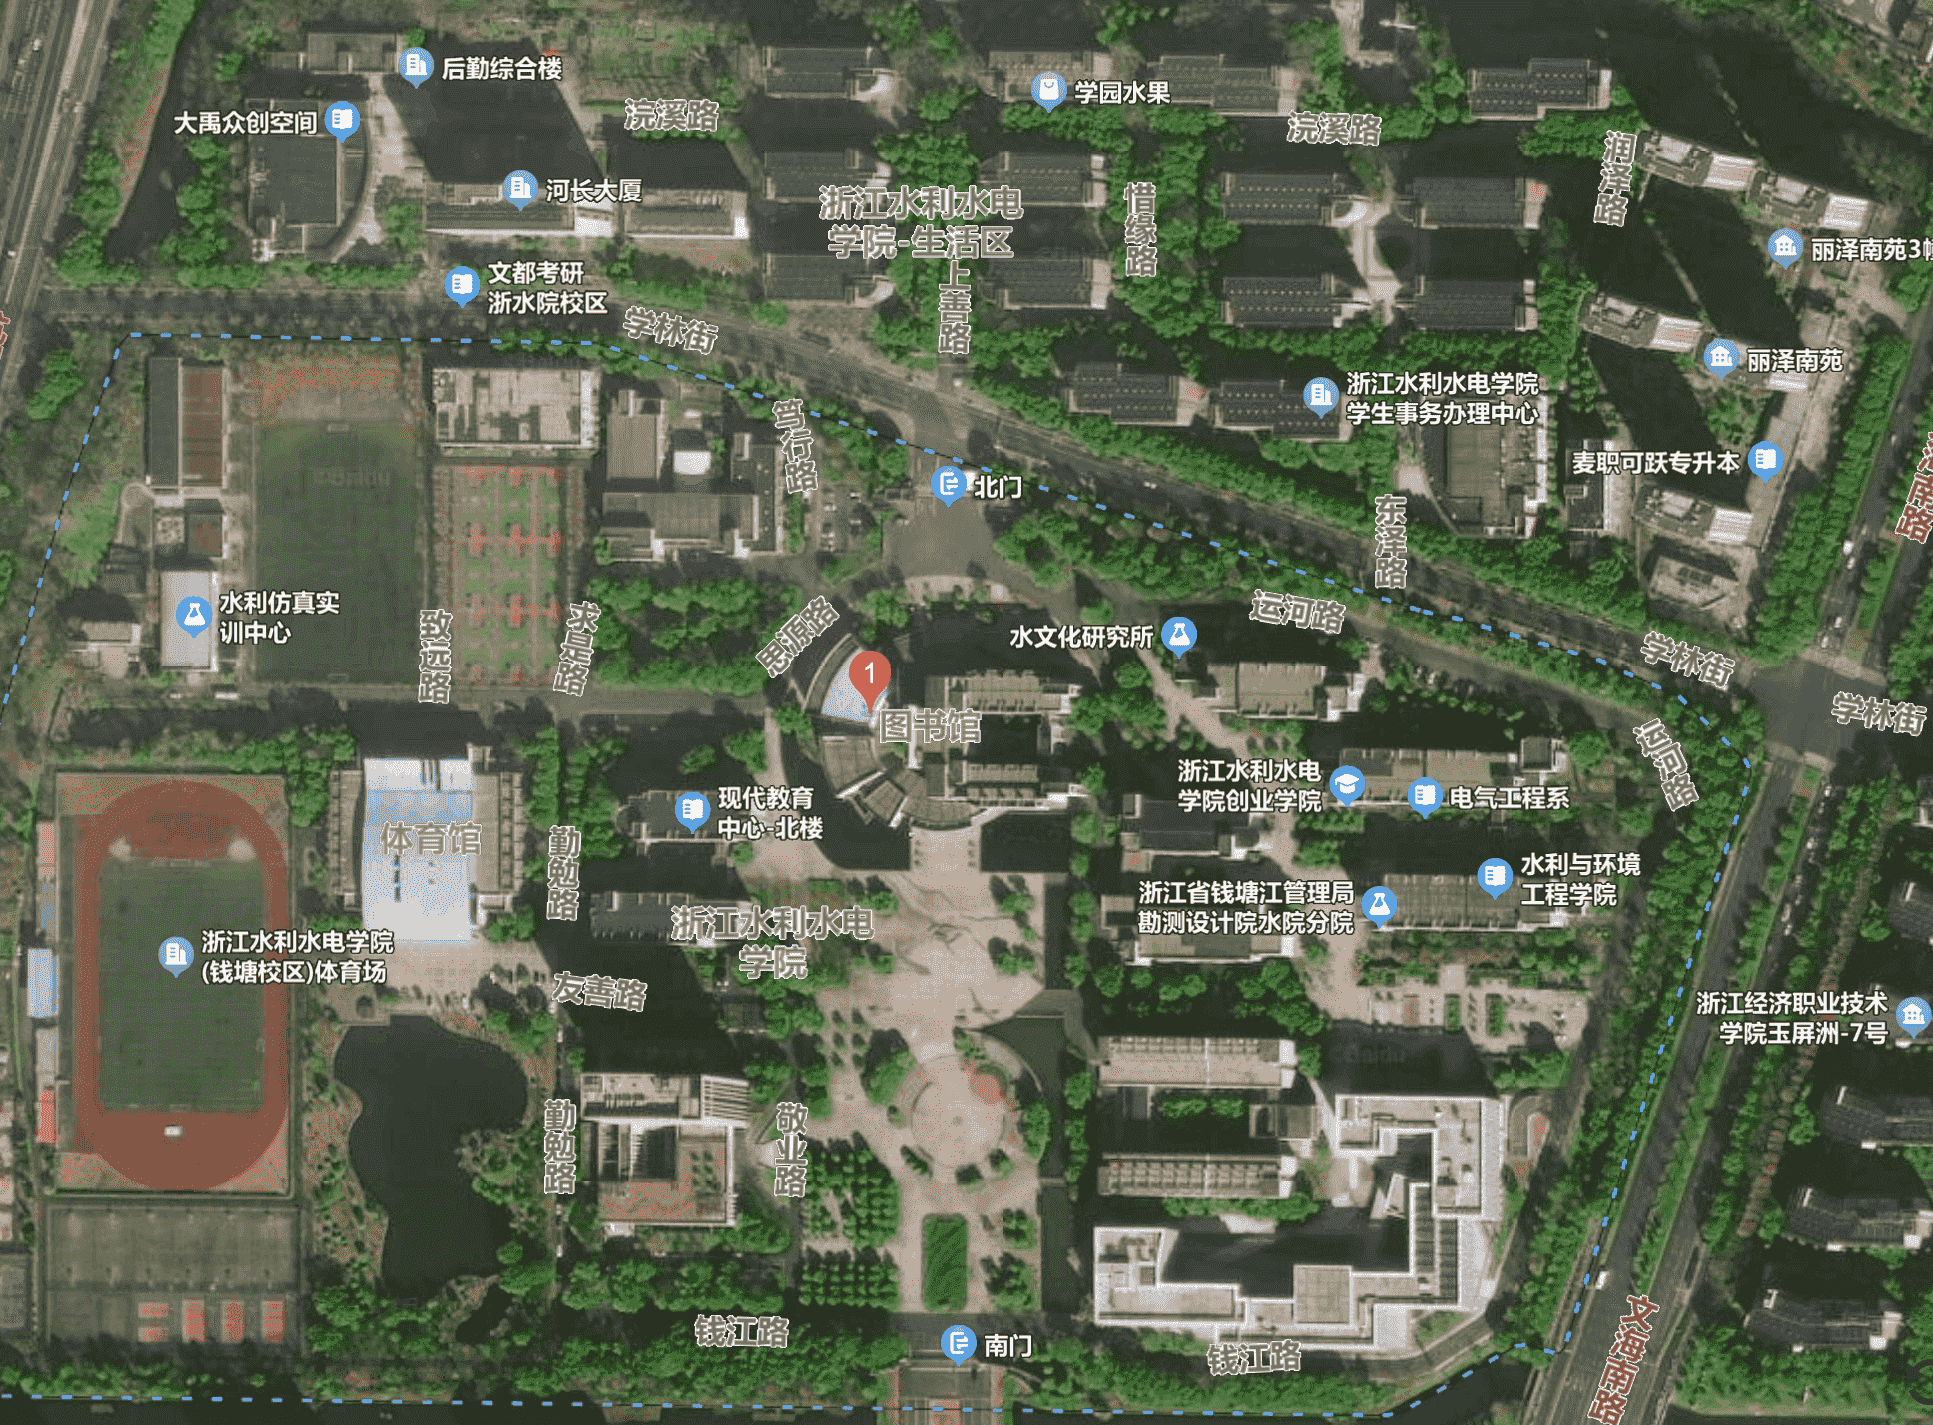 后勤综合楼
学园水果
大禹众创空间
浣溪路
浣溪路
润泽路
河长大厦
浙江水利水电
学院-生活区
惜缘路
丽泽南苑3幢
文都考研
浙水院校区
上善路
学林街
丽泽南苑
浙江水利水电学院
学生事务办理中心
笃行路
麦职可跃专升本
北门
海南路
东泽路
水利仿真实
训中心
致远路
求是路
思源路
水文化研究所
运河路
学林街
1
图书馆
学林街
运河路
浙江水利水电
学院创业学院
电气工程系
现代教育
中心-北楼
体育馆
勤勉路
水利与环境
工程学院
浙江省钱塘江管理局
勘测设计院水院分院
浙江水利水电
学院
浙江水利水电学院
(钱塘校区)体育场
友善路
浙江经济职业技术
学院玉屏洲-7号
Baidu
勤勉路
敬业路
钱江路
南门
钱江路
文海南路